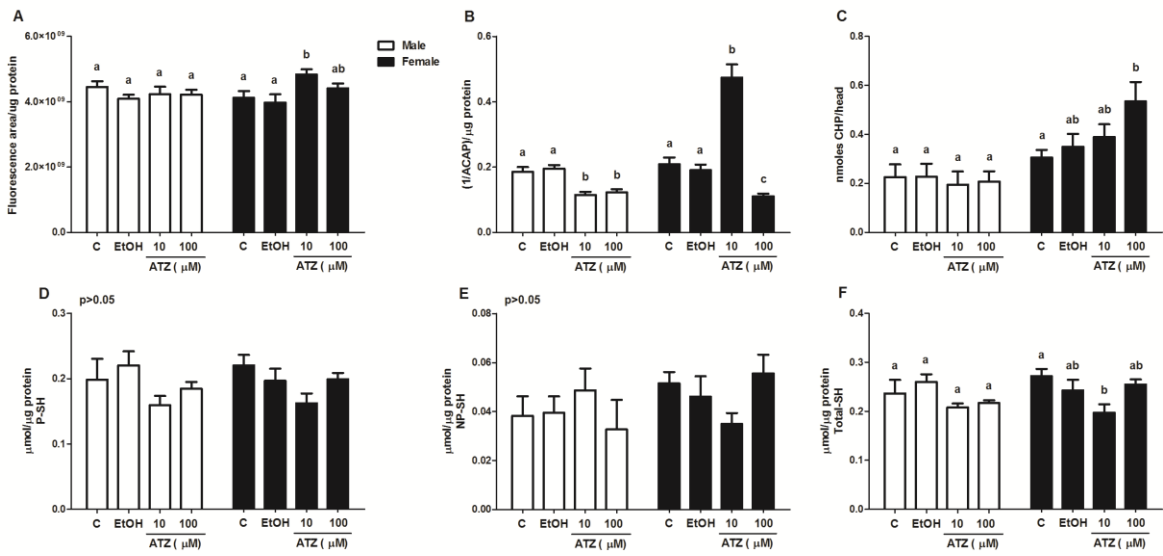 A
Fluorescence area/ug protein
6.0×10⁰⁹
4.0×10⁰⁹
2.0×10⁰⁹
0.0
a a a a a a b ab
C EtOH 10 100 C EtOH 10 100
ATZ ( µM) ATZ ( µM)
Male
Female
B
(1/ACAP)/µg protein
0.6
0.4
0.2
0.0
a a b b a a b c
C EtOH 10 100 C EtOH 10 100
ATZ ( µM) ATZ ( µM)
C
nmoles CHP/head
0.8
0.6
0.4
0.2
0.0
a a a a a ab ab b
C EtOH 10 100 C EtOH 10 100
ATZ ( µM) ATZ ( µM)
D
p>0.05
µmol/µg protein
P-SH
0.3
0.2
0.1
0.0
C EtOH 10 100 C EtOH 10 100
ATZ ( µM) ATZ ( µM)
E
p>0.05
µmol/µg protein
NP-SH
0.08
0.06
0.04
0.02
0.00
C EtOH 10 100 C EtOH 10 100
ATZ ( µM) ATZ ( µM)
F
µmol/µg protein
Total-SH
0.4
0.3
0.2
0.1
0.0
a a a a a ab b ab
C EtOH 10 100 C EtOH 10 100
ATZ ( µM) ATZ ( µM)